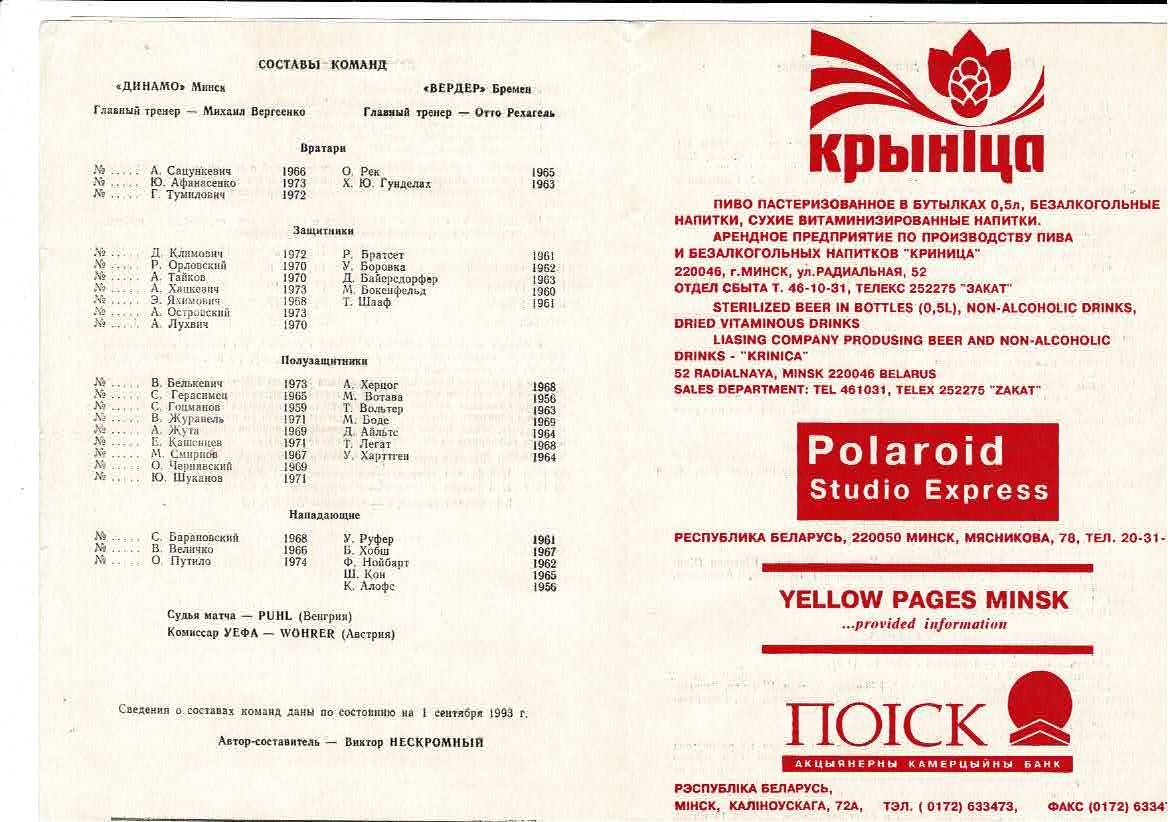 СОСТАВЫ КОМАНД
«ДИНАМО» Минск «ВЕРДЕР» Бремен
Главный тренер — Михаил Вергеенко Главный тренер — Отто Рехагель
Вратари
№ ..... А. Сацункевич 1966 О. Рек 1965
№ ..... Ю. Афанасенко 1973 Х. Ю. Гунделах 1963
№ ..... Г. Тумилович 1972
Защитники
№ ..... Д. Климович 1972 Р. Братсет 1961
№ ..... Р. Орловский 1970 У. Боровка 1962
№ ..... А. Тайков 1970 Д. Байерсдорфер 1963
№ ..... А. Хацкевич 1973 М. Бокенфельд 1960
№ ..... Э. Яхимович 1968 Т. Шааф 1961
№ ..... А. Островский 1973
№ ..... А. Лухвич 1970
Полузащитники
№ ..... В. Белькевич 1973 А. Херцог 1968
№ ..... С. Герасимец 1965 М. Вотава 1956
№ ..... С. Гоцманов 1959 Т. Вольтер 1963
№ ..... В. Журавель 1971 М. Боде 1969
№ ..... А. Жута 1969 Д. Айльтс 1964
№ ..... Е. Кашенцев 1971 Т. Легат 1968
№ ..... М. Смирнов 1967 У. Харттген 1964
№ ..... О. Чернявский 1969
№ ..... Ю. Шуканов 1971
Нападающие
№ ..... С. Барановский 1968 У. Руфер 1961
№ ..... В. Величко 1966 Б. Хобш 1967
№ ..... О. Путило 1974 Ф. Нойбарт 1962
Ш. Кон 1965
К. Алофс 1956
Судья матча — PUHL (Венгрия)
Комиссар УЕФА — WÖHRER (Австрия)
Сведения о составах команд даны по состоянию на 1 сентября 1993 г.
Автор-составитель — Виктор НЕСКРОМНЫЙ
крынiца
ПИВО ПАСТЕРИЗОВАННОЕ В БУТЫЛКАХ 0,5л, БЕЗАЛКОГОЛЬНЫЕ
НАПИТКИ, СУХИЕ ВИТАМИНИЗИРОВАННЫЕ НАПИТКИ.
АРЕНДНОЕ ПРЕДПРИЯТИЕ ПО ПРОИЗВОДСТВУ ПИВА
И БЕЗАЛКОГОЛЬНЫХ НАПИТКОВ "КРИНИЦА"
220046, г.МИНСК, ул.РАДИАЛЬНАЯ, 52
ОТДЕЛ СБЫТА Т. 46-10-31, ТЕЛЕКС 252275 "ЗАКАТ"
STERILIZED BEER IN BOTTLES (0,5L), NON-ALCOHOLIC DRINKS,
DRIED VITAMINOUS DRINKS
LIASING COMPANY PRODUSING BEER AND NON-ALCOHOLIC
DRINKS - "KRINICA"
52 RADIALNAYA, MINSK 220046 BELARUS
SALES DEPARTMENT: TEL 461031, TELEX 252275 "ZAKAT"
Polaroid
Studio Express
РЕСПУБЛИКА БЕЛАРУСЬ, 220050 МИНСК, МЯСНИКОВА, 78, ТЕЛ. 20-31-
YELLOW PAGES MINSK
...provided information
ПОIСК
АКЦЫЯНЕРНЫ КАМЕРЦЫЙНЫ БАНК
РЭСПУБЛIКА БЕЛАРУСЬ,
МIНСК, КАЛIНОУСКАГА, 72А, ТЭЛ. ( 0172) 633473, ФАКС (0172) 6334